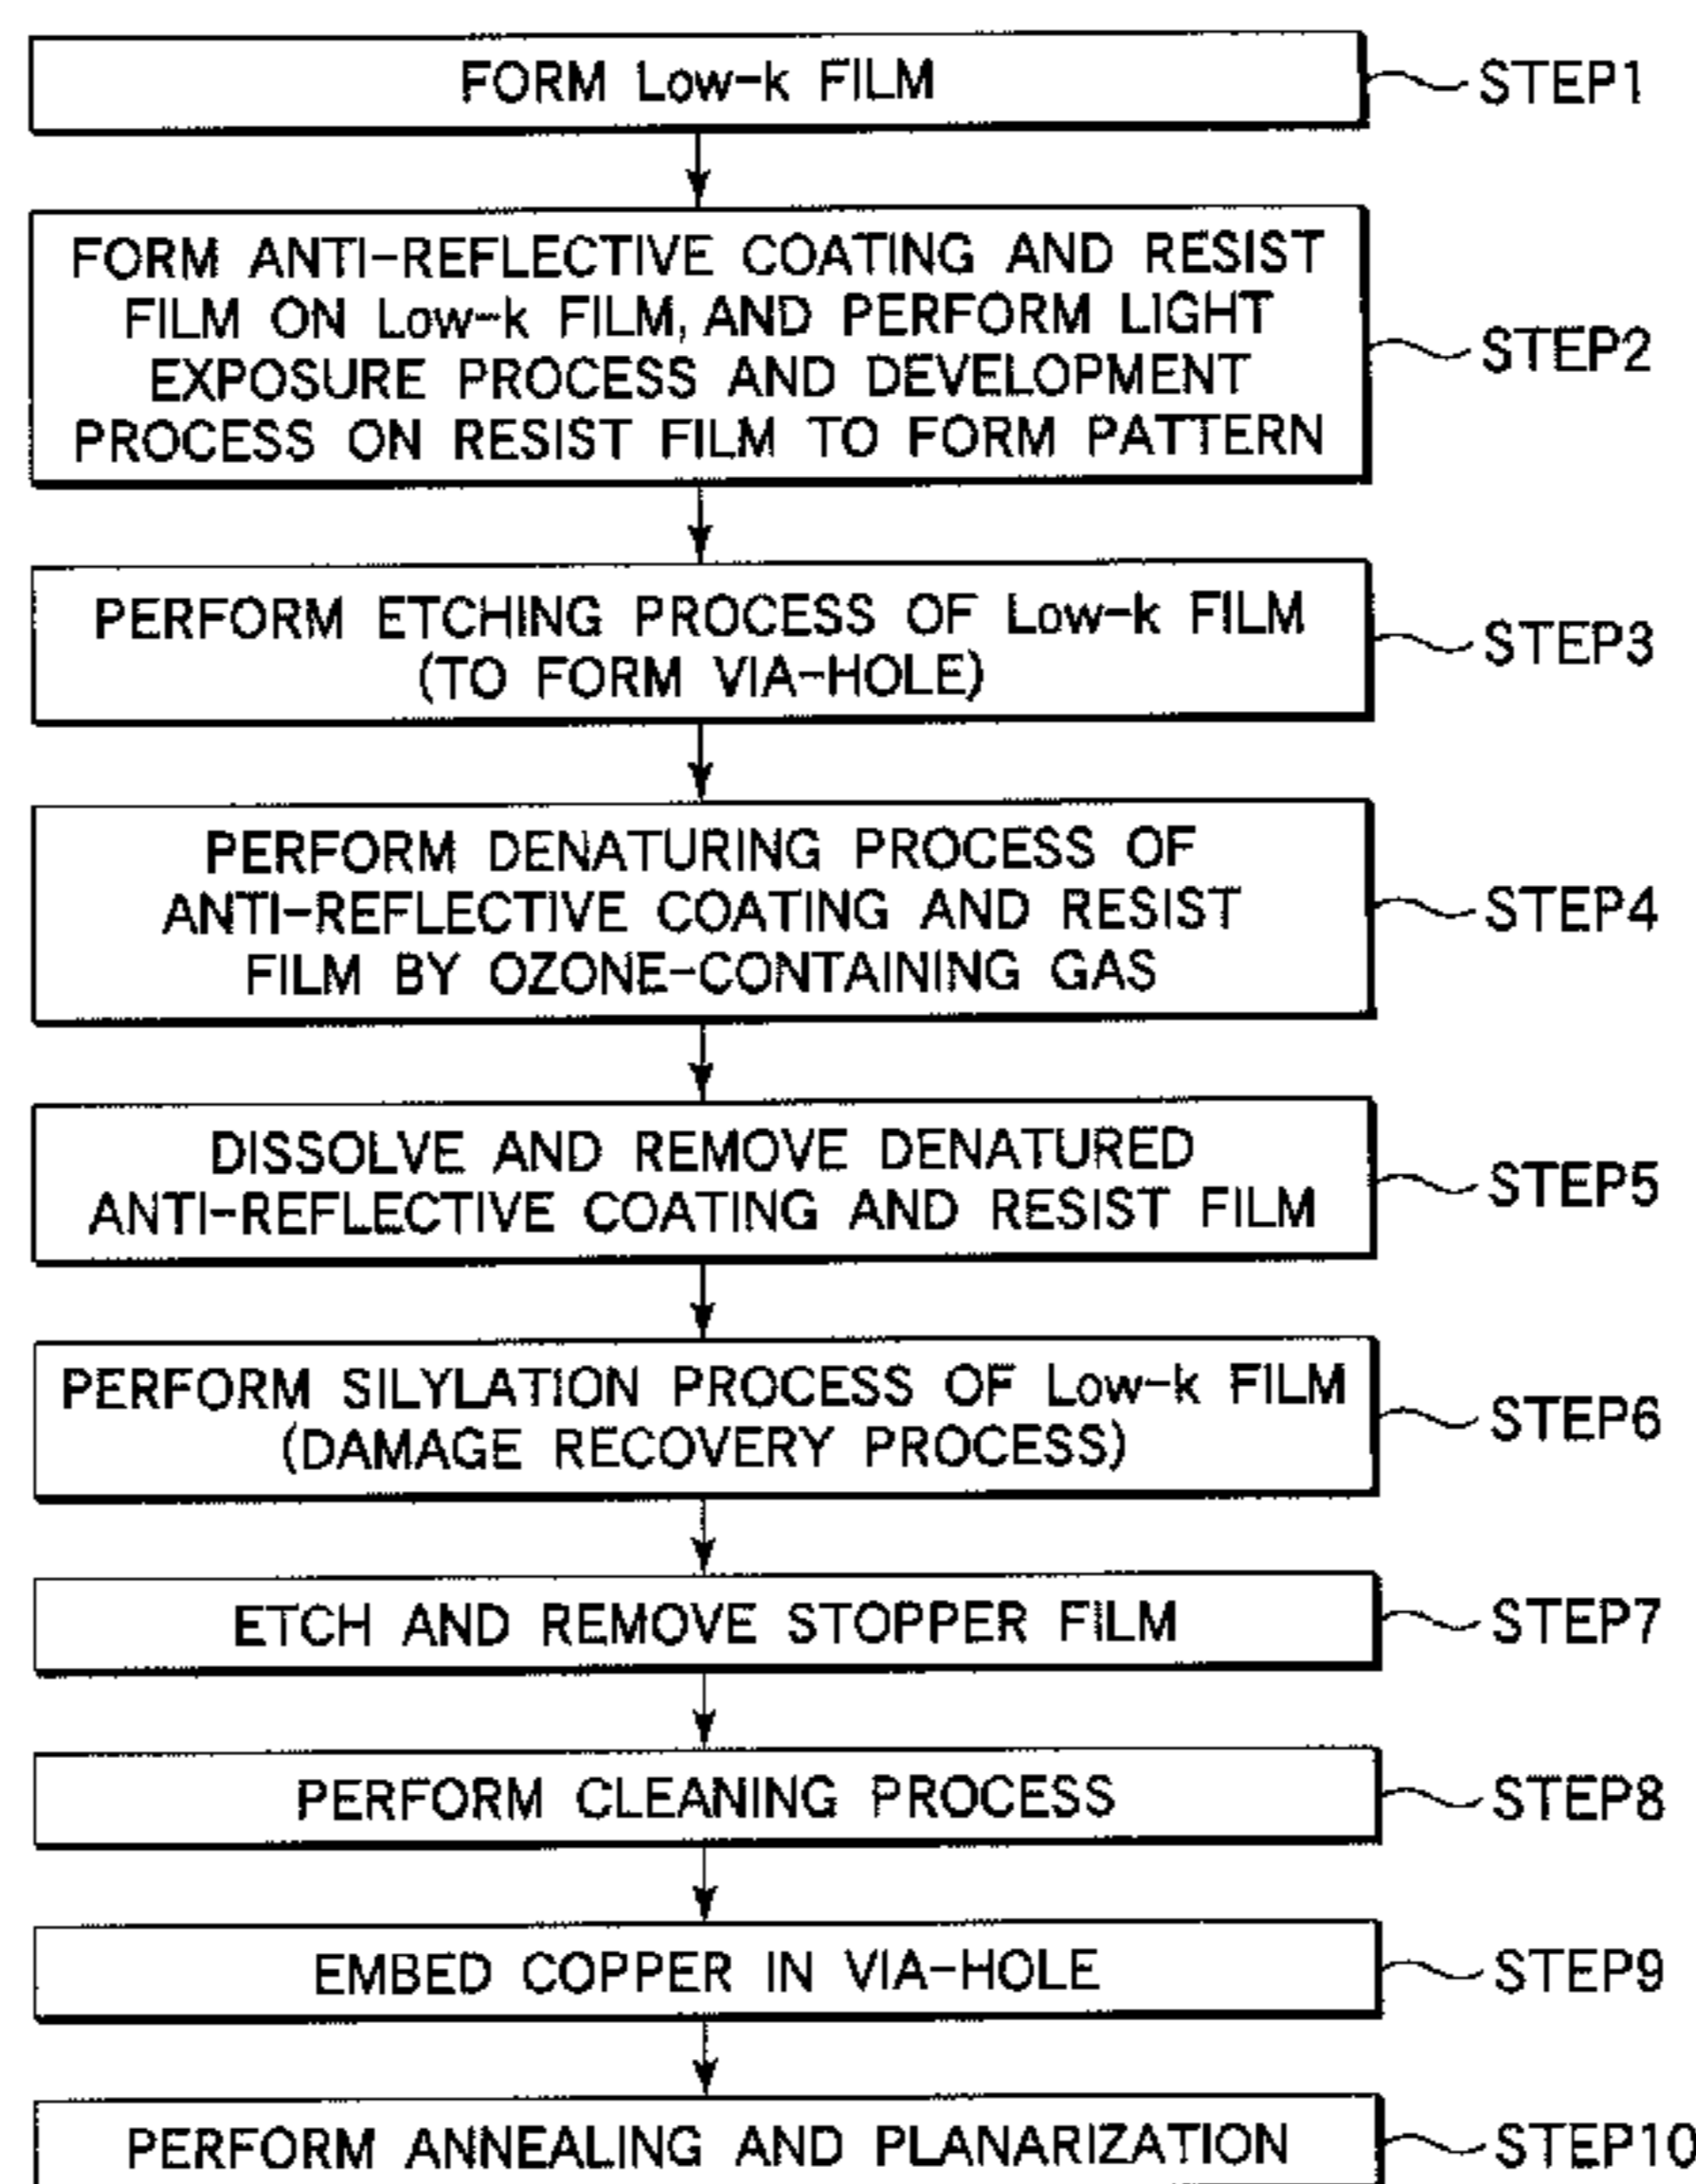 FORM Low-k FILM
STEP1
FORM ANTI-REFLECTIVE COATING AND RESIST
FILM ON Low-k FILM, AND PERFORM LIGHT
EXPOSURE PROCESS AND DEVELOPMENT
PROCESS ON RESIST FILM TO FORM PATTERN
STEP2
PERFORM ETCHING PROCESS OF Low-k FILM
(TO FORM VIA-HOLE)
STEP3
PERFORM DENATURING PROCESS OF
ANTI-REFLECTIVE COATING AND RESIST
FILM BY OZONE-CONTAINING GAS
STEP4
DISSOLVE AND REMOVE DENATURED
ANTI-REFLECTIVE COATING AND RESIST FILM
STEP5
PERFORM SILYLATION PROCESS OF Low-k FILM
(DAMAGE RECOVERY PROCESS)
STEP6
ETCH AND REMOVE STOPPER FILM
STEP7
PERFORM CLEANING PROCESS
STEP8
EMBED COPPER IN VIA-HOLE
STEP9
PERFORM ANNEALING AND PLANARIZATION
STEP10